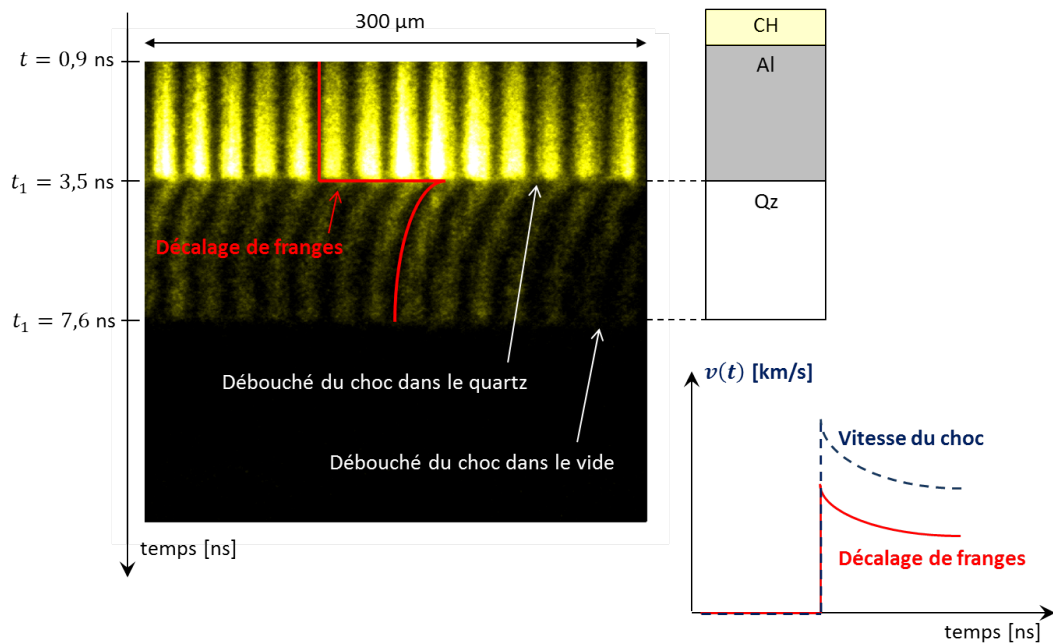 300 µm
t = 0,9 ns
t₁ = 3,5 ns
Décalage de franges
t₁ = 7,6 ns
Débouché du choc dans le quartz
Débouché du choc dans le vide
temps [ns]
CH
Al
Qz
v(t) [km/s]
Vitesse du choc
Décalage de franges
temps [ns]